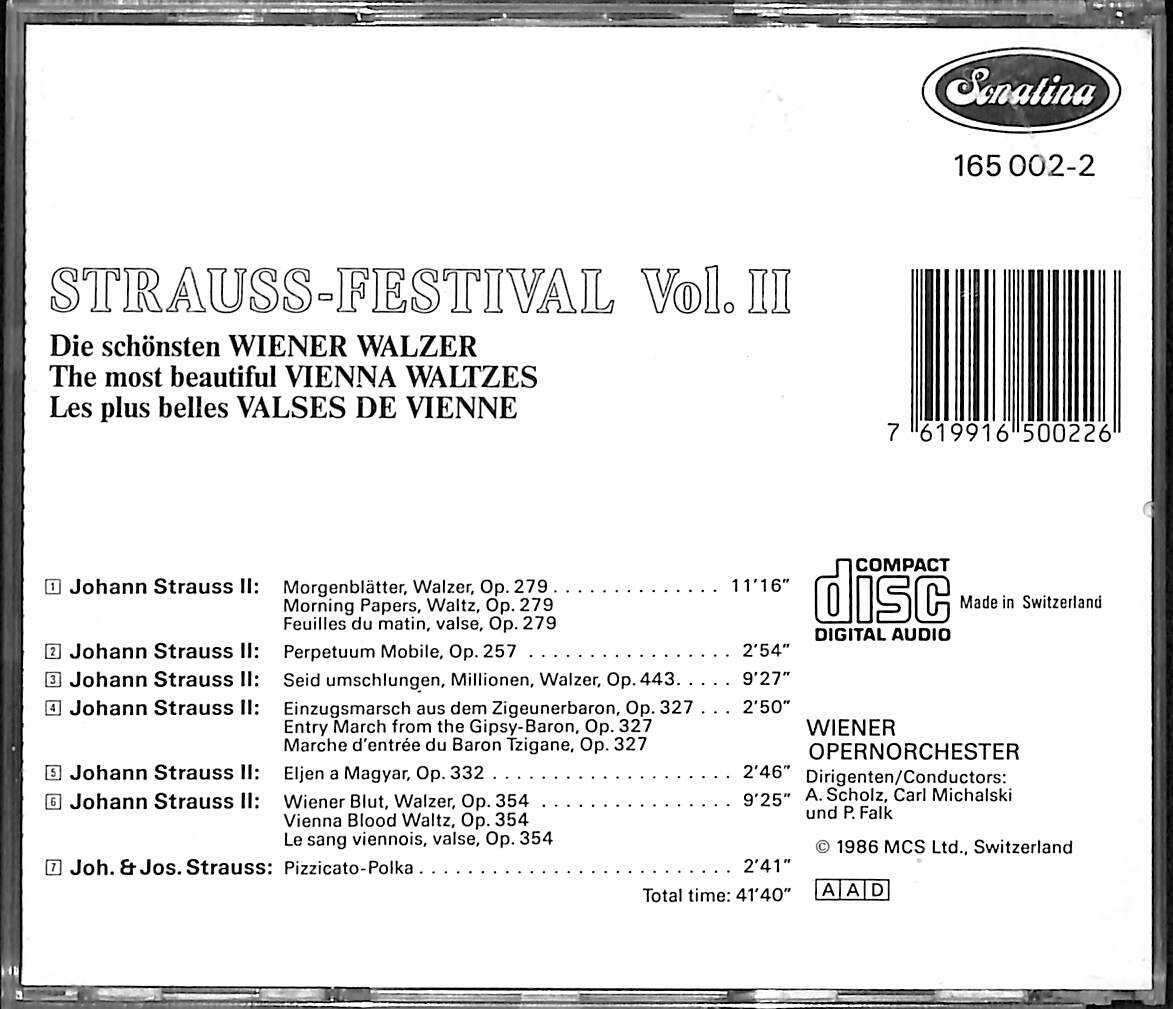 Sonatina
165 002-2
STRAUSS-FESTIVAL Vol. II
Die schönsten WIENER WALZER
The most beautiful VIENNA WALTZES
Les plus belles VALSES DE VIENNE
7 619916 500226
1 Johann Strauss II: Morgenblätter, Walzer, Op. 279 . . . . . . . . . . . . . . 11'16"
Morning Papers, Waltz, Op. 279
Feuilles du matin, valse, Op. 279
2 Johann Strauss II: Perpetuum Mobile, Op. 257 . . . . . . . . . . . . . . . . . 2'54"
3 Johann Strauss II: Seid umschlungen, Millionen, Walzer, Op. 443. . . . . 9'27"
4 Johann Strauss II: Einzugsmarsch aus dem Zigeunerbaron, Op. 327 . . . 2'50"
Entry March from the Gipsy-Baron, Op. 327
Marche d'entrée du Baron Tzigane, Op. 327
5 Johann Strauss II: Eljen a Magyar, Op. 332 . . . . . . . . . . . . . . . . . . . . 2'46"
6 Johann Strauss II: Wiener Blut, Walzer, Op. 354 . . . . . . . . . . . . . . . . 9'25"
Vienna Blood Waltz, Op. 354
Le sang viennois, valse, Op. 354
7 Joh. & Jos. Strauss: Pizzicato-Polka . . . . . . . . . . . . . . . . . . . . . . . . . . 2'41"
Total time: 41'40"
COMPACT
disc
DIGITAL AUDIO
Made in Switzerland
WIENER
OPERNORCHESTER
Dirigenten/Conductors:
A. Scholz, Carl Michalski
und P. Falk
© 1986 MCS Ltd., Switzerland
A A D